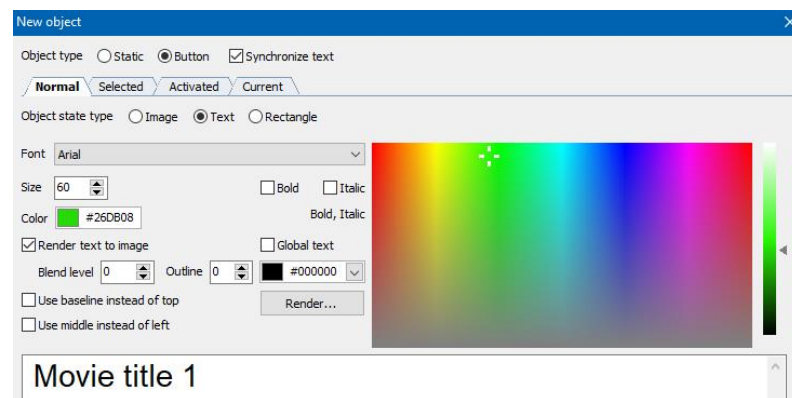 New object
Object type Static Button Synchronize text
Normal Selected Activated Current
Object state type Image Text Rectangle
Font Arial
Size 60 Bold Italic
Color #26DB08 Bold, Italic
Render text to image Global text
Blend level 0 Outline 0 #000000
Use baseline instead of top Render...
Use middle instead of left
Movie title 1